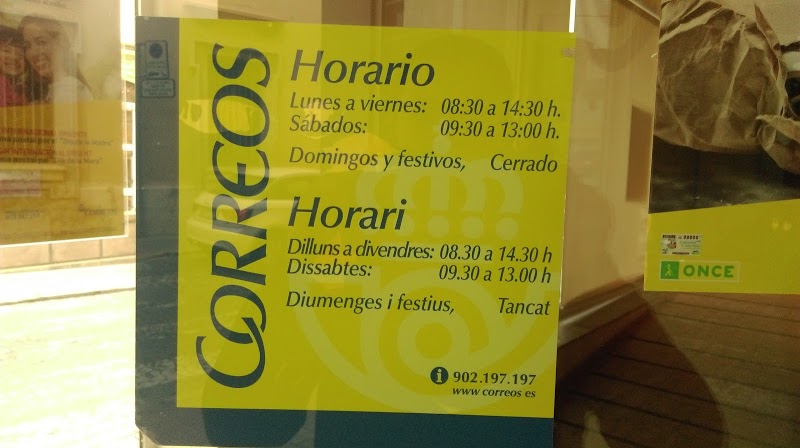 CORREOS
Horario
Lunes a viernes: 08:30 a 14:30 h.
Sábados: 09:30 a 13:00 h.
Domingos y festivos, Cerrado
Horari
Dilluns a divendres: 08.30 a 14.30 h
Dissabtes: 09.30 a 13.00 h
Diumenges i festius, Tancat
i 902.197.197
www correos es
ONCE